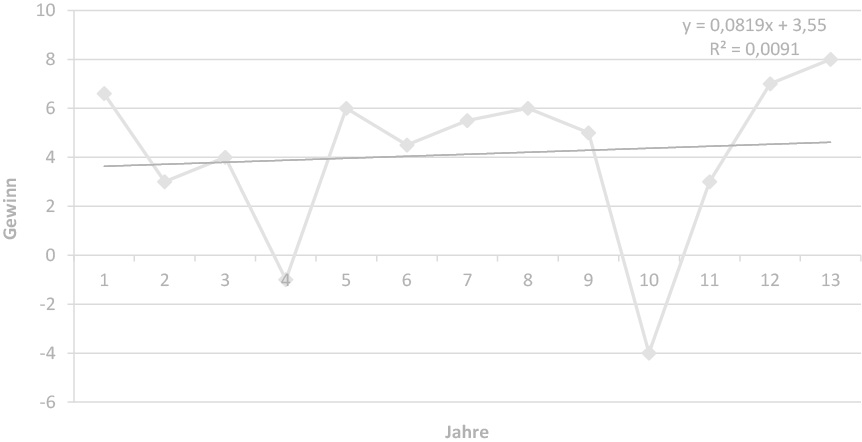 10
y = 0,0819x + 3,55
R² = 0,0091
8
6
4
2
0
-2
-4
-6
1 2 3 4 5 6 7 8 9 10 11 12 13
Gewinn
Jahre